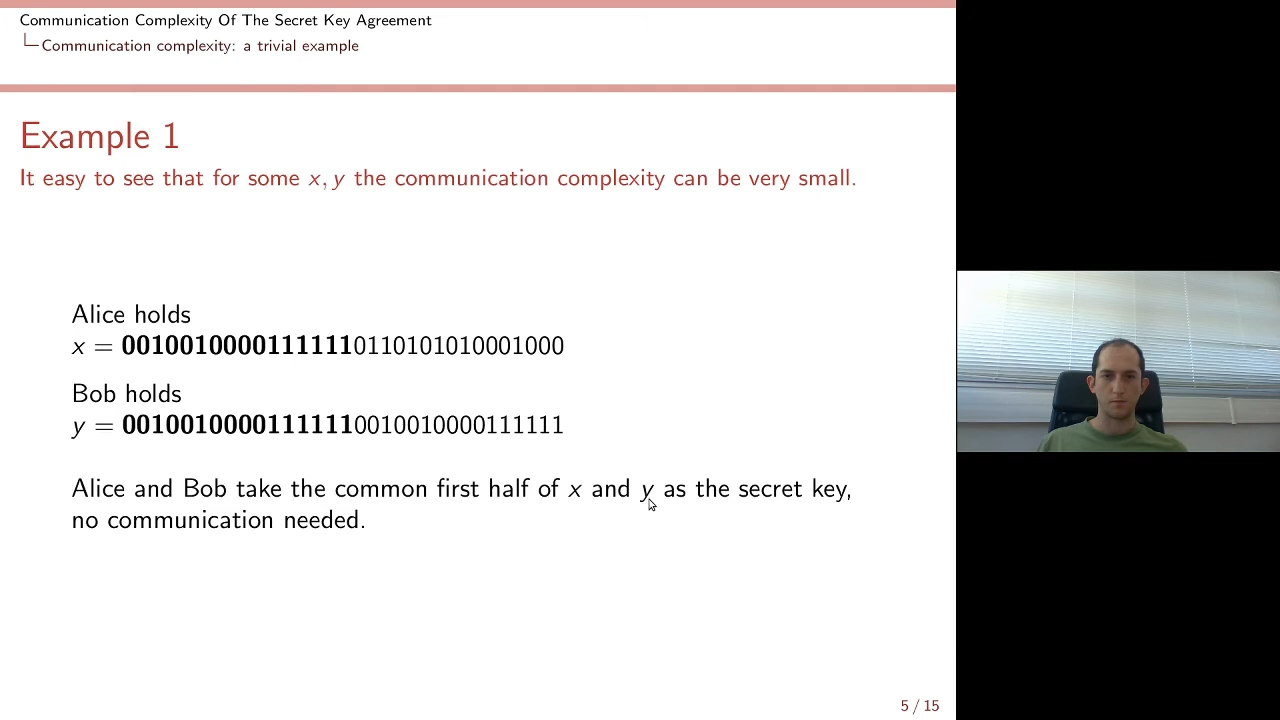 Communication Complexity Of The Secret Key Agreement
Communication complexity: a trivial example
Example 1
It easy to see that for some x, y the communication complexity can be very small.
Alice holds
x = 00100100001111110110101010001000
Bob holds
y = 001001000011111100100100001111111
Alice and Bob take the common first half of x and y as the secret key,
no communication needed.
5 / 15